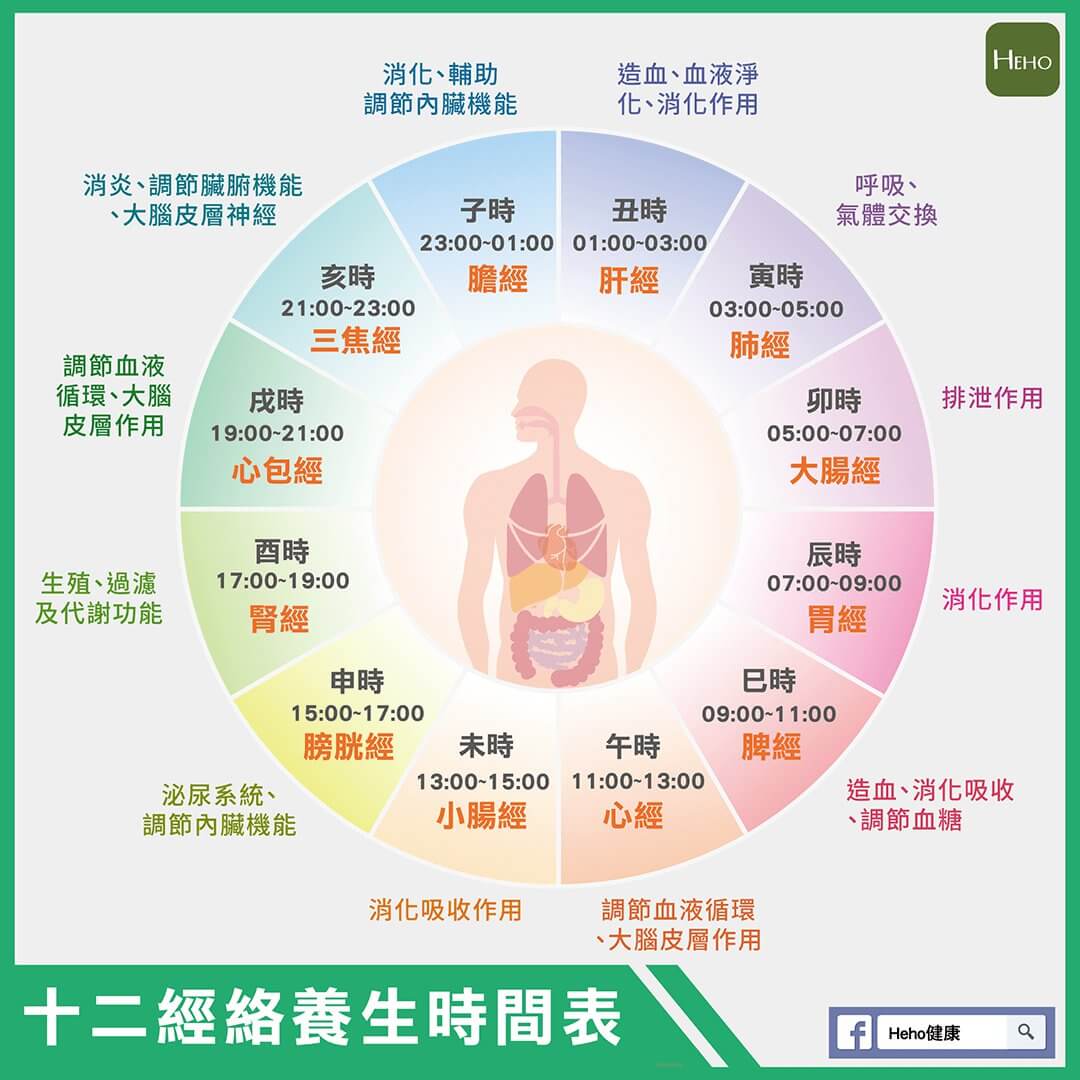 HEHO
消化、輔助
調節內臟機能
子時
23:00~01:00
膽經
造血、血液淨
化、消化作用
丑時
01:00~03:00
肝經
呼吸、
氣體交換
寅時
03:00~05:00
肺經
排泄作用
卯時
05:00~07:00
大腸經
消化作用
辰時
07:00~09:00
胃經
造血、消化吸收
、調節血糖
巳時
09:00~11:00
脾經
調節血液循環
、大腦皮層作用
午時
11:00~13:00
心經
消化吸收作用
未時
13:00~15:00
小腸經
泌尿系統、
調節內臟機能
申時
15:00~17:00
膀胱經
生殖、過濾
及代謝功能
酉時
17:00~19:00
腎經
調節血液
循環、大腦
皮層作用
戌時
19:00~21:00
心包經
消炎、調節臟腑機能
、大腦皮層神經
亥時
21:00~23:00
三焦經
十二經絡養生時間表
f
Heho健康